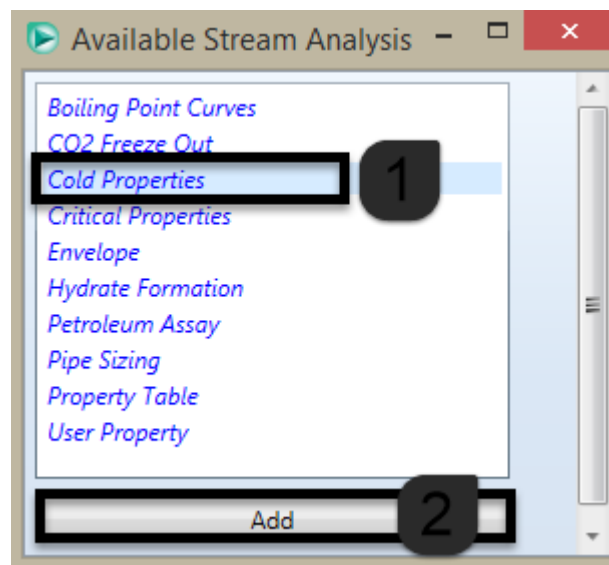 Available Stream Analysis
Boiling Point Curves
CO2 Freeze Out
Cold Properties
1
Critical Properties
Envelope
Hydrate Formation
Petroleum Assay
Pipe Sizing
Property Table
User Property
Add
2